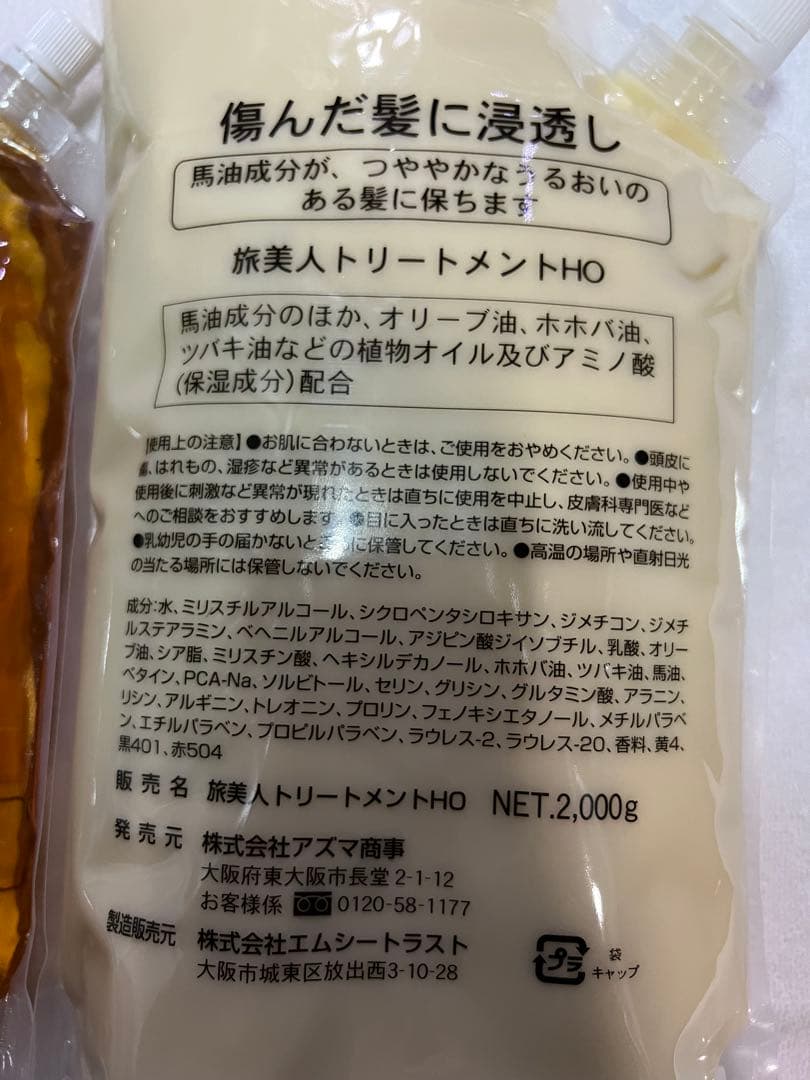 傷んだ髪に浸透し
馬油成分が、つややかなうるおいの
ある髪に保ちます
旅美人トリートメントHO
馬油成分のほか、オリーブ油、ホホバ油、
ツバキ油などの植物オイル及びアミノ酸
(保湿成分)配合
【使用上の注意】●お肌に合わないときは、ご使用をおやめください。●頭皮に
傷、はれもの、湿疹など異常があるときは使用しないでください。●使用中や
使用後に刺激など異常が現れたときは直ちに使用を中止し、皮膚科専門医など
へのご相談をおすすめします。●目に入ったときは直ちに洗い流してください。
●乳幼児の手の届かないところに保管してください。●高温の場所や直射日光
の当たる場所には保管しないでください。
成分:水、ミリスチルアルコール、シクロペンタシロキサン、ジメチコン、ジメチ
ルステアラミン、ベヘニルアルコール、アジピン酸ジイソブチル、乳酸、オリー
ブ油、シア脂、ミリスチン酸、ヘキシルデカノール、ホホバ油、ツバキ油、馬油、
ベタイン、PCA-Na、ソルビトール、セリン、グリシン、グルタミン酸、アラニン、
リシン、アルギニン、トレオニン、プロリン、フェノキシエタノール、メチルパラベ
ン、エチルパラベン、プロピルパラベン、ラウレス-2、ラウレス-20、香料、黄4、
黒401、赤504
販売名 旅美人トリートメントHO NET.2,000g
発売元 株式会社アズマ商事
大阪府東大阪市長堂2-1-12
お客様係 0120-58-1177
製造販売元 株式会社エムシートラスト
大阪市城東区放出西3-10-28
プラ
袋
キャップ